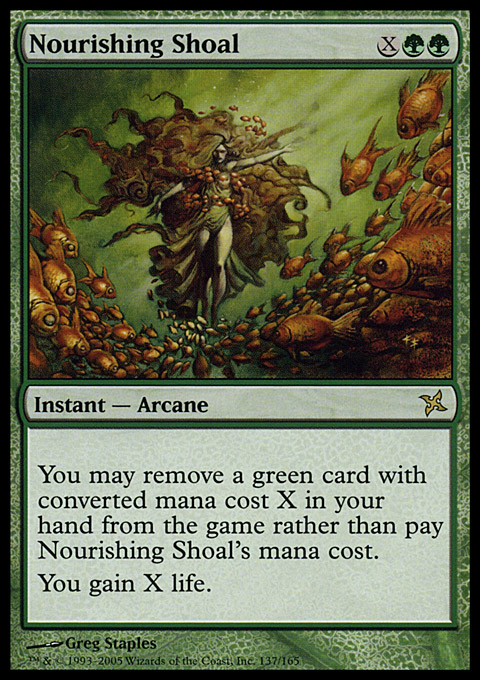 Nourishing Shoal X
Instant — Arcane
You may remove a green card with
converted mana cost X in your
hand from the game rather than pay
Nourishing Shoal's mana cost.
You gain X life.
Greg Staples
™ & © 1993–2005 Wizards of the Coast, Inc. 137/165